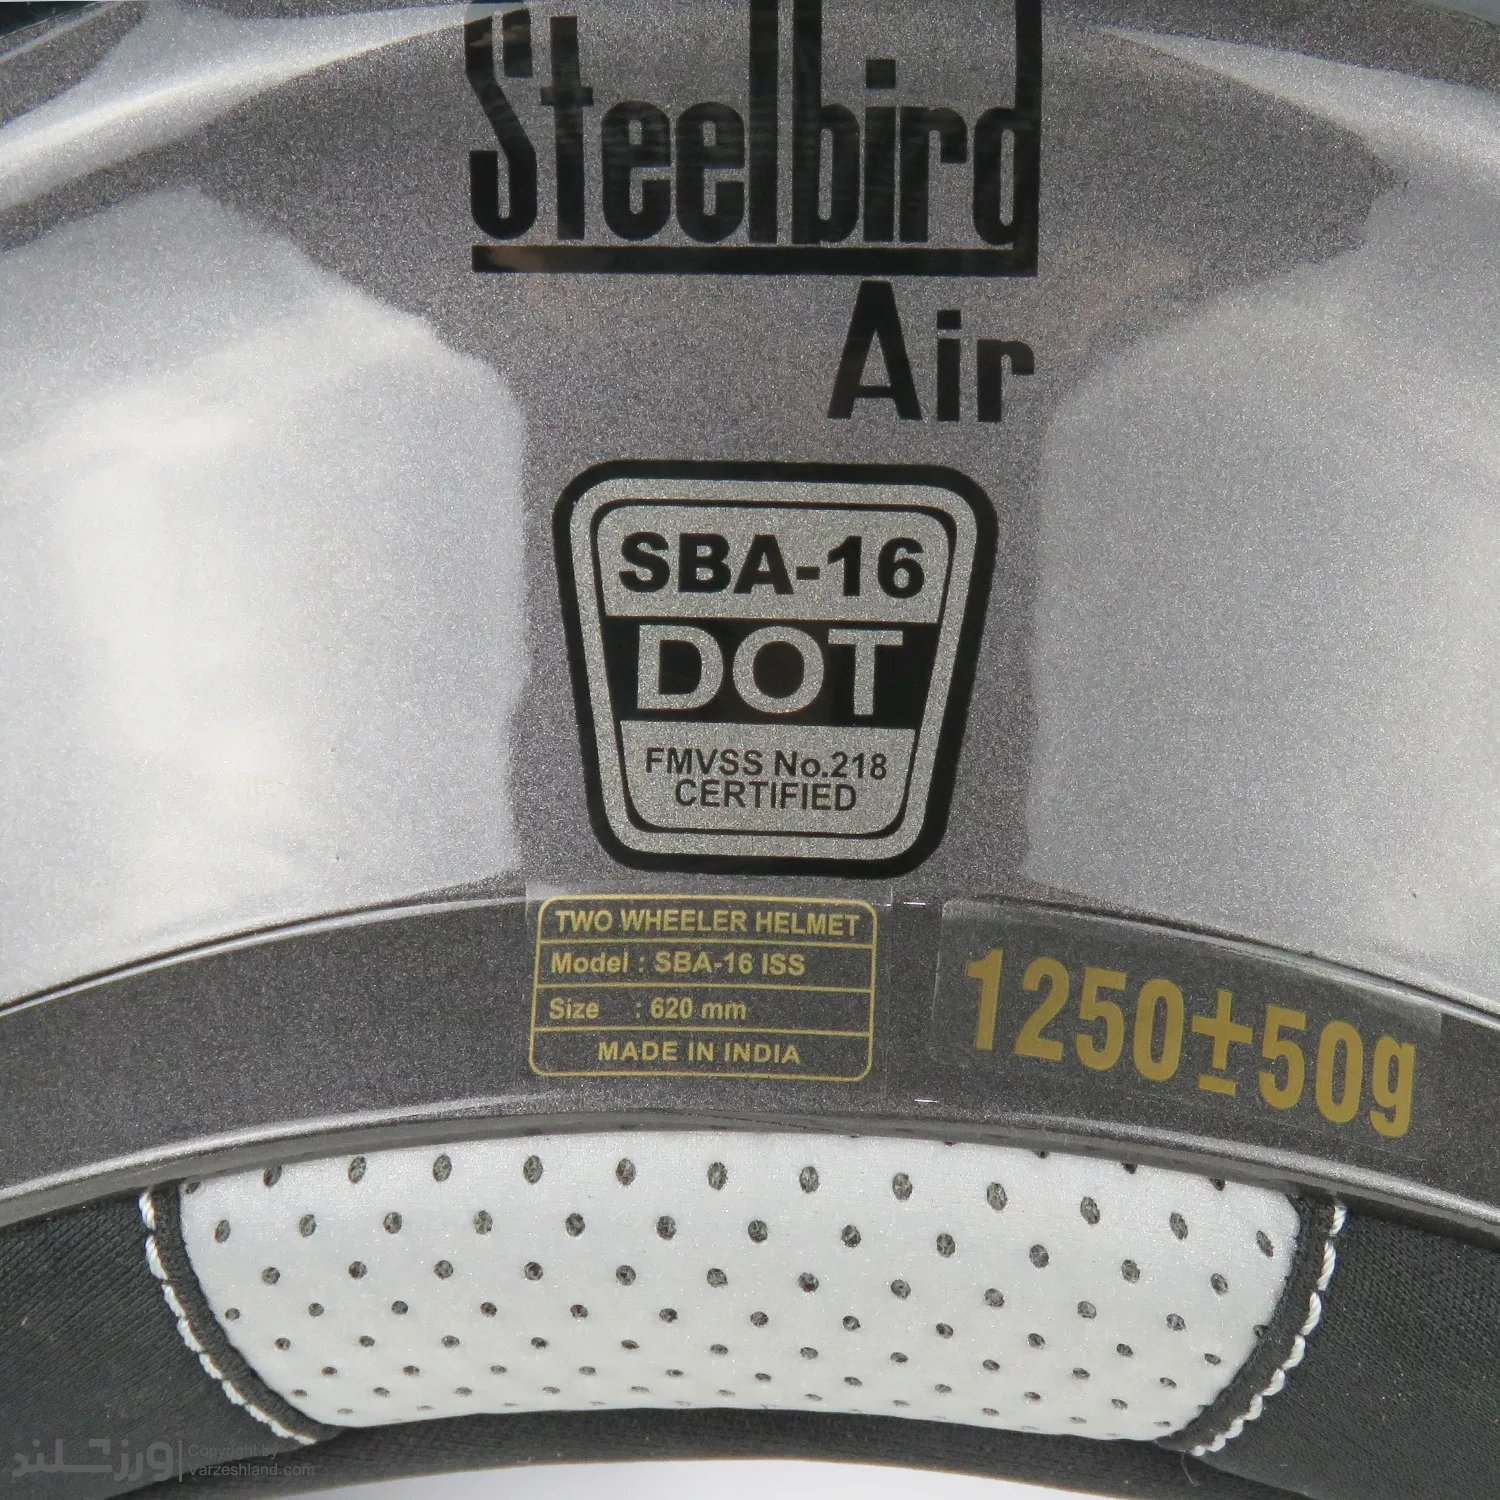 Steelbird
Air
SBA-16
DOT
FMVSS No.218
CERTIFIED
TWO WHEELER HELMET
Model : SBA-16 ISS
Size : 620 mm
MADE IN INDIA
1250±50g
ورزشلند
Copyright by
Varzeshland.com